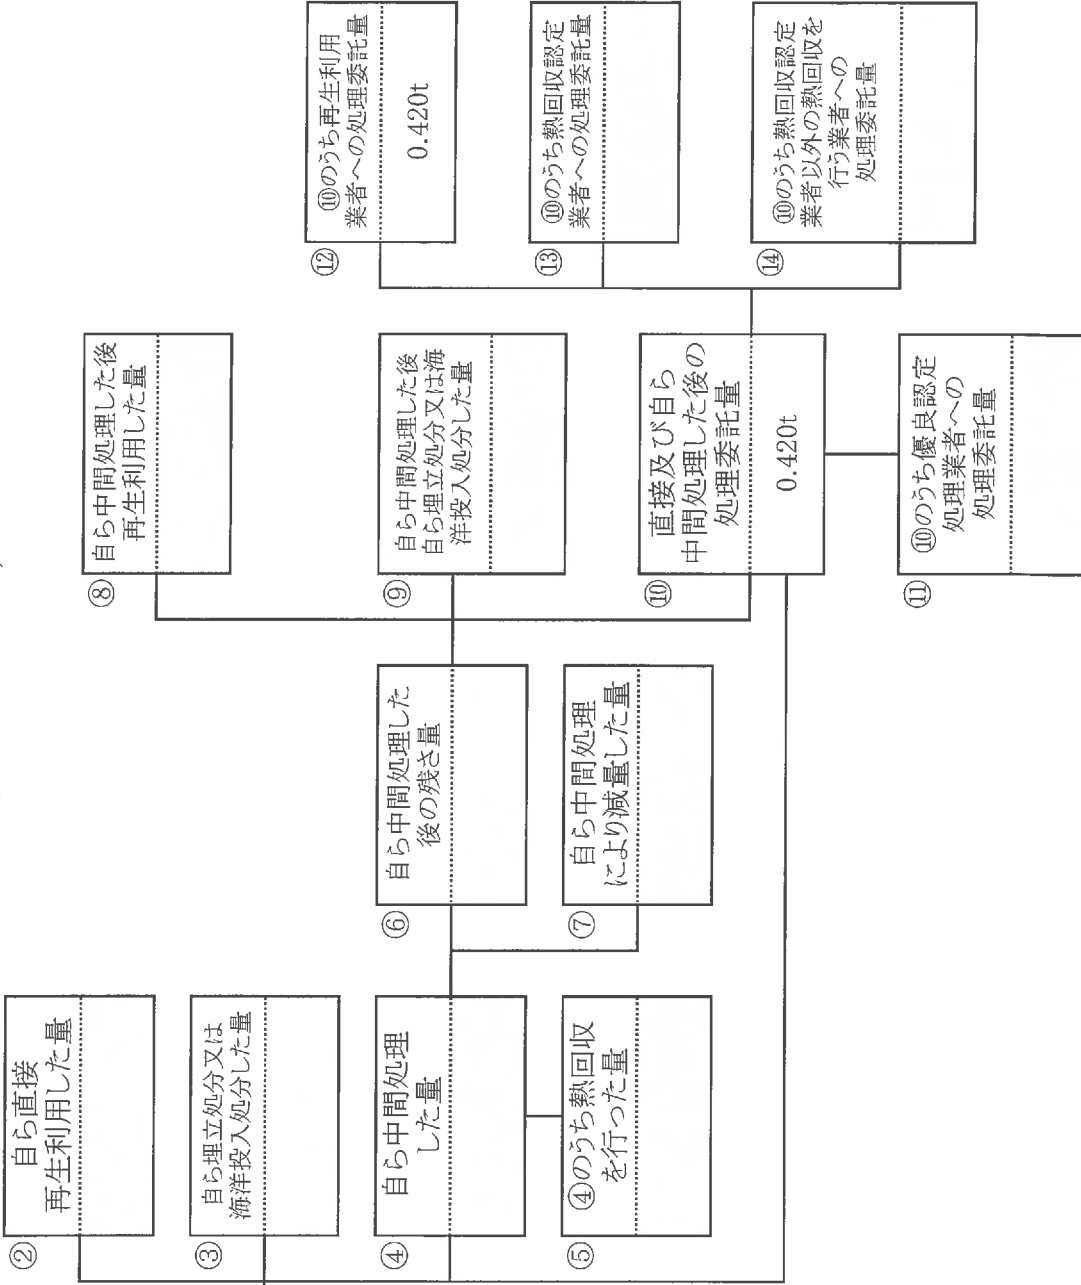 ②
自ら直接
再生利用した量
③
自ら埋立処分又は
海洋投入処分した量
④
自ら中間処理
した量
⑤
④のうち熱回収
を行った量
⑥
自ら中間処理した
後の残さ量
⑦
自ら中間処理
により減量した量
⑧
自ら中間処理した後
再生利用した量
⑨
自ら中間処理した後
自ら埋立処分又は海
洋投入処分した量
⑩
直接及び自ら
中間処理した後の
処理委託量
0.420t
⑪
⑩のうち優良認定
処理業者への
処理委託量
⑫
⑩のうち再生利用
業者への処理委託量
0.420t
⑬
⑩のうち熱回収認定
業者への処理委託量
⑭
⑩のうち熱回収認定
業者以外の熱回収を
行う業者への
処理委託量